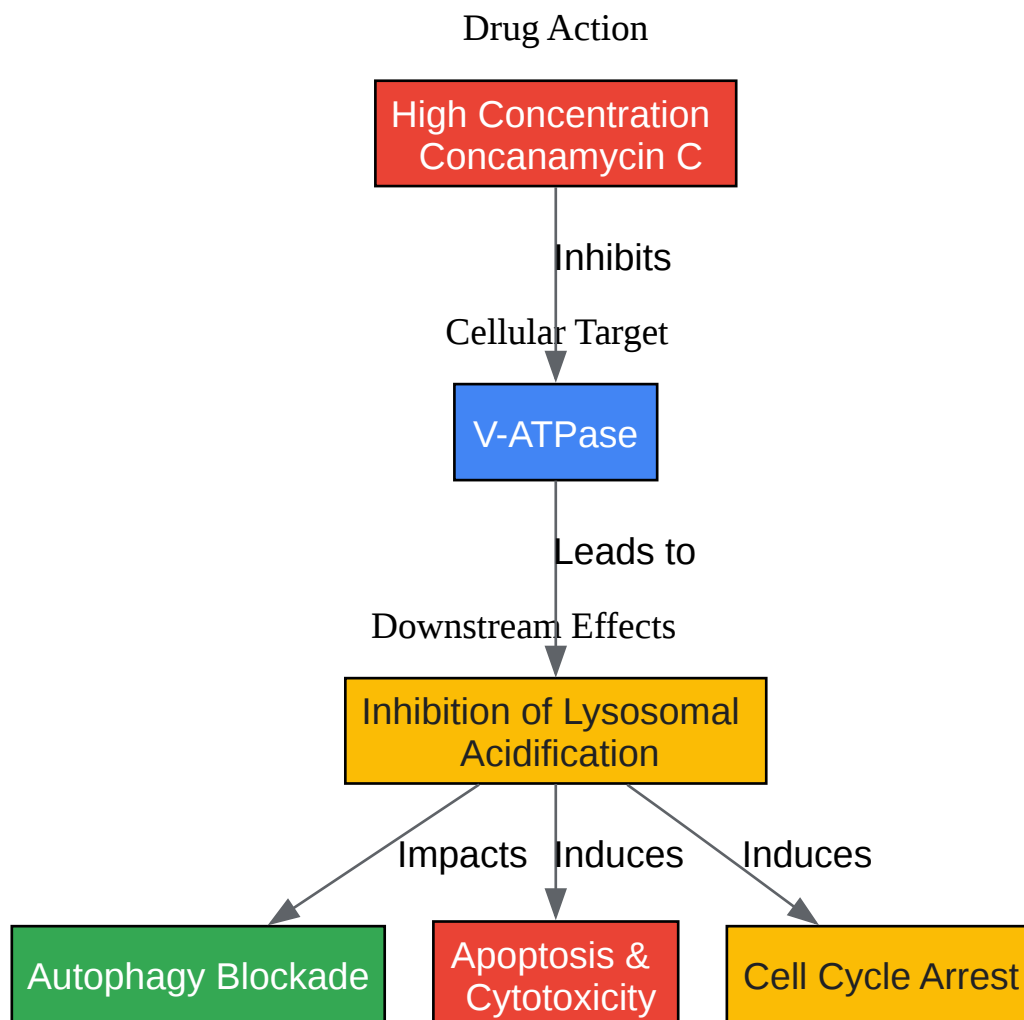 Drug Action
High Concentration
Concanamycin C
Inhibits
Cellular Target
V-ATPase
Leads to
Downstream Effects
Inhibition of Lysosomal
Acidification
Impacts
Induces
Induces
Autophagy Blockade
Apoptosis &
Cytotoxicity
Cell Cycle Arrest